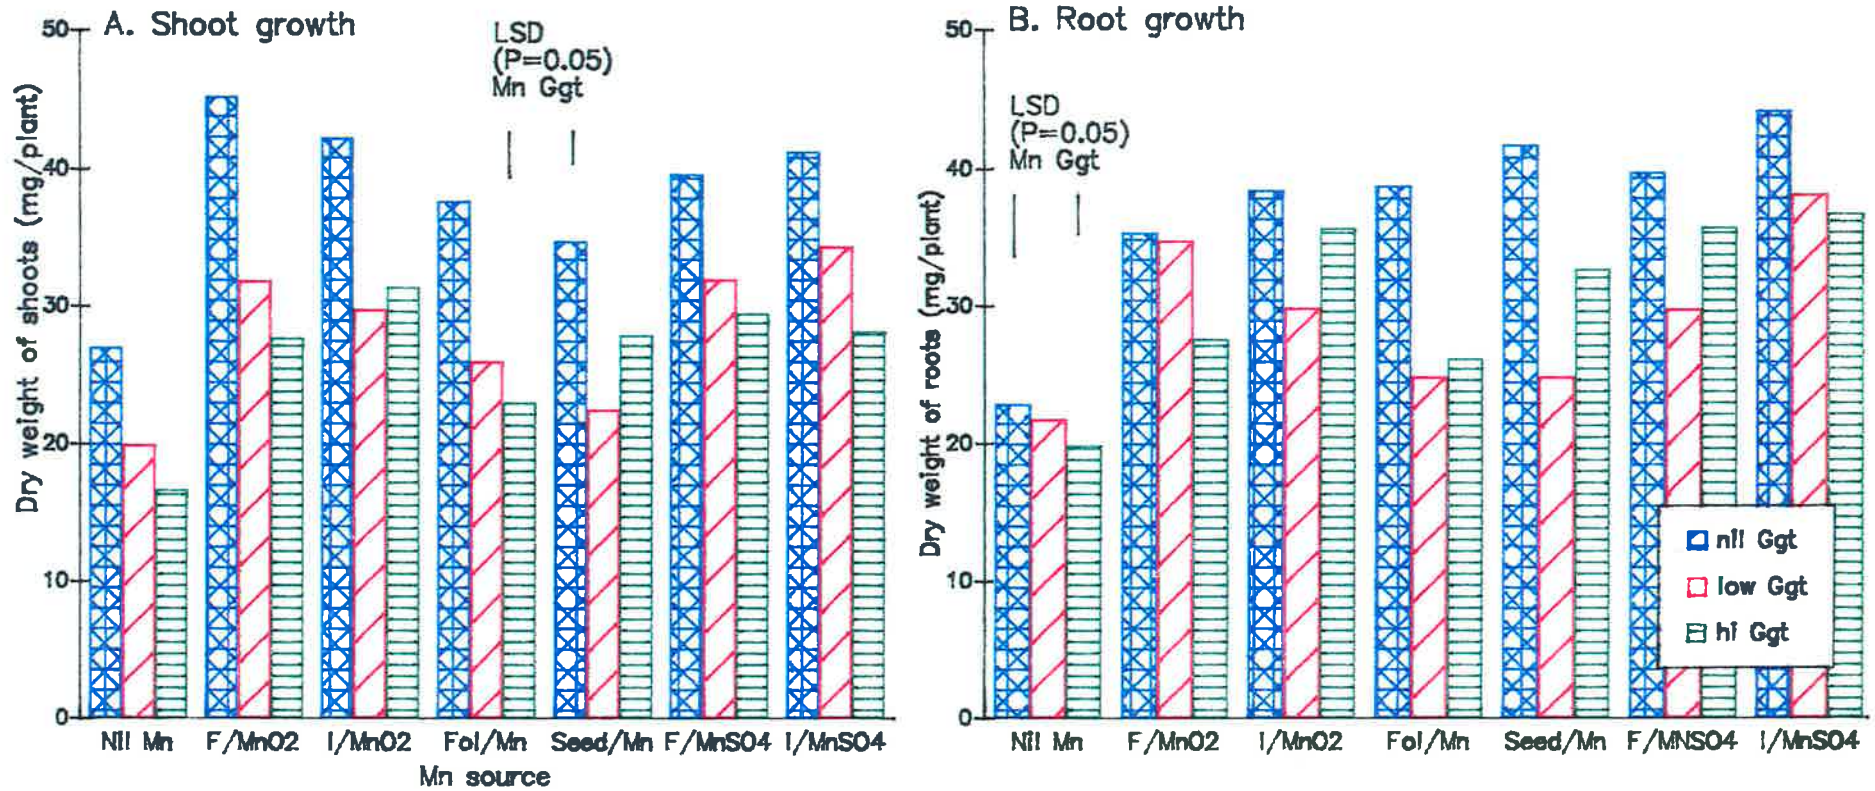 A. Shoot growth
LSD
(P=0.05)
Mn Ggt
50
40
30
20
10
0
Dry weight of shoots (mg/plant)
Nil Mn F/MnO2 I/MnO2 Fol/Mn Seed/Mn F/MnSO4 I/MnSO4
Mn source
B. Root growth
LSD
(P=0.05)
Mn Ggt
50
40
30
20
10
0
Dry weight of roots (mg/plant)
nil Ggt
low Ggt
hi Ggt
Nil Mn F/MnO2 I/MnO2 Fol/Mn Seed/Mn F/MNSO4 I/MnSO4